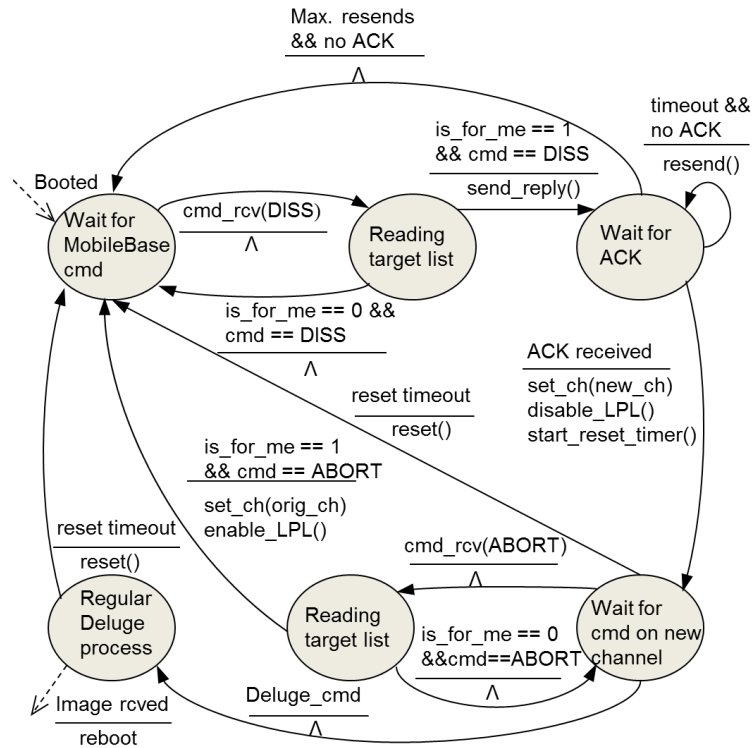 Max. resends
&& no ACK
Λ
timeout &&
no ACK
resend()
is_for_me == 1
&& cmd == DISS
send_reply()
Booted
cmd_rcv(DISS)
Λ
Wait for
MobileBase
cmd
Reading
target list
Wait for
ACK
is_for_me == 0 &&
cmd == DISS
Λ
ACK received
set_ch(new_ch)
disable_LPL()
start_reset_timer()
reset timeout
reset()
is_for_me == 1
&& cmd == ABORT
set_ch(orig_ch)
enable_LPL()
reset timeout
reset()
cmd_rcv(ABORT)
Λ
Regular
Deluge
process
Reading
target list
Wait for
cmd on new
channel
is_for_me == 0
&&cmd==ABORT
Λ
Deluge_cmd
Λ
Image rcved
reboot